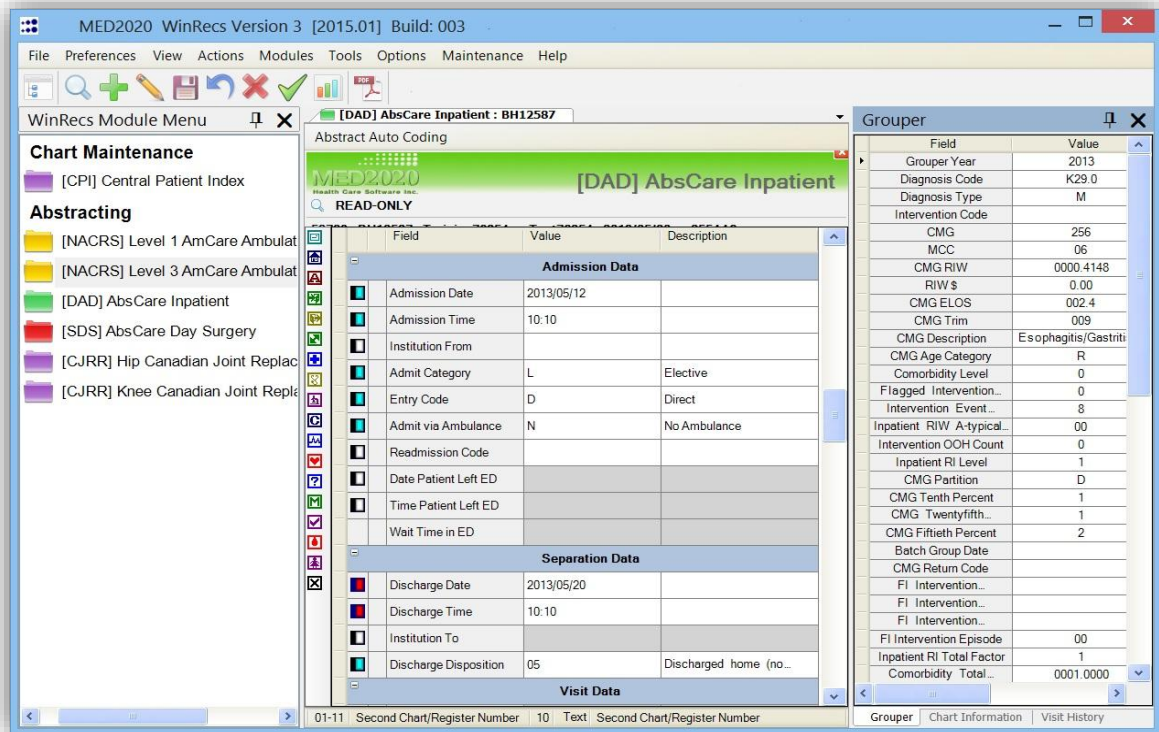 MED2020 WinRecs Version 3 [2015.01] Build: 003
File Preferences View Actions Modules Tools Options Maintenance Help
PDF
WinRecs Module Menu
Chart Maintenance
[CPI] Central Patient Index
Abstracting
[NACRS] Level 1 AmCare Ambulat
[NACRS] Level 3 AmCare Ambulat
[DAD] AbsCare Inpatient
[SDS] AbsCare Day Surgery
[CJRR] Hip Canadian Joint Replac
[CJRR] Knee Canadian Joint Repla
[DAD] AbsCare Inpatient : BH12587
Abstract Auto Coding
MED2020
Health Care Software Inc.
[DAD] AbsCare Inpatient
READ-ONLY
Field Value Description
Admission Data
Admission Date 2013/05/12
Admission Time 10:10
Institution From
Admit Category L Elective
Entry Code D Direct
Admit via Ambulance N No Ambulance
Readmission Code
Date Patient Left ED
Time Patient Left ED
Wait Time in ED
Separation Data
Discharge Date 2013/05/20
Discharge Time 10:10
Institution To
Discharge Disposition 05 Discharged home (no...
Visit Data
01-11 Second Chart/Register Number 10 Text Second Chart/Register Number
Grouper
Field Value
Grouper Year 2013
Diagnosis Code K29.0
Diagnosis Type M
Intervention Code
CMG 256
MCC 06
CMG RIW 0000.4148
RIW $ 0.00
CMG ELOS 002.4
CMG Trim 009
CMG Description Esophagitis/Gastriti
CMG Age Category R
Comorbidity Level 0
Flagged Intervention... 0
Intervention Event... 8
Inpatient RIW A-typical... 00
Intervention OOH Count 0
Inpatient RI Level 1
CMG Partition D
CMG Tenth Percent 1
CMG Twentyfifth... 1
CMG Fiftieth Percent 2
Batch Group Date
CMG Return Code
FI Intervention...
FI Intervention...
FI Intervention...
FI Intervention Episode 00
Inpatient RI Total Factor 1
Comorbidity Total... 0001.0000
Grouper Chart Information Visit History